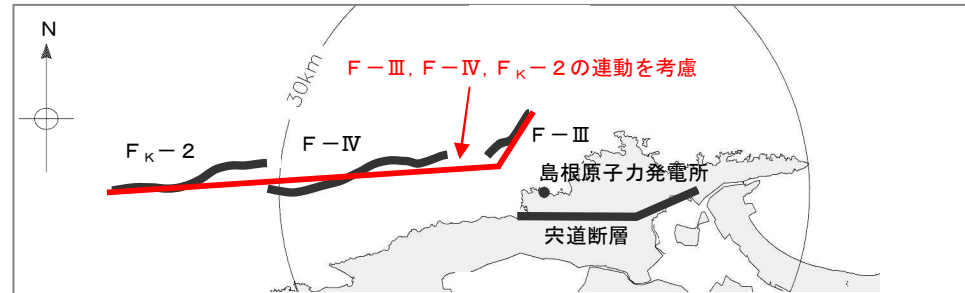 N
30km
F-Ⅲ, F-Ⅳ, FK-2の連動を考慮
FK-2
F-Ⅳ
F-Ⅲ
島根原子力発電所
宍道断層